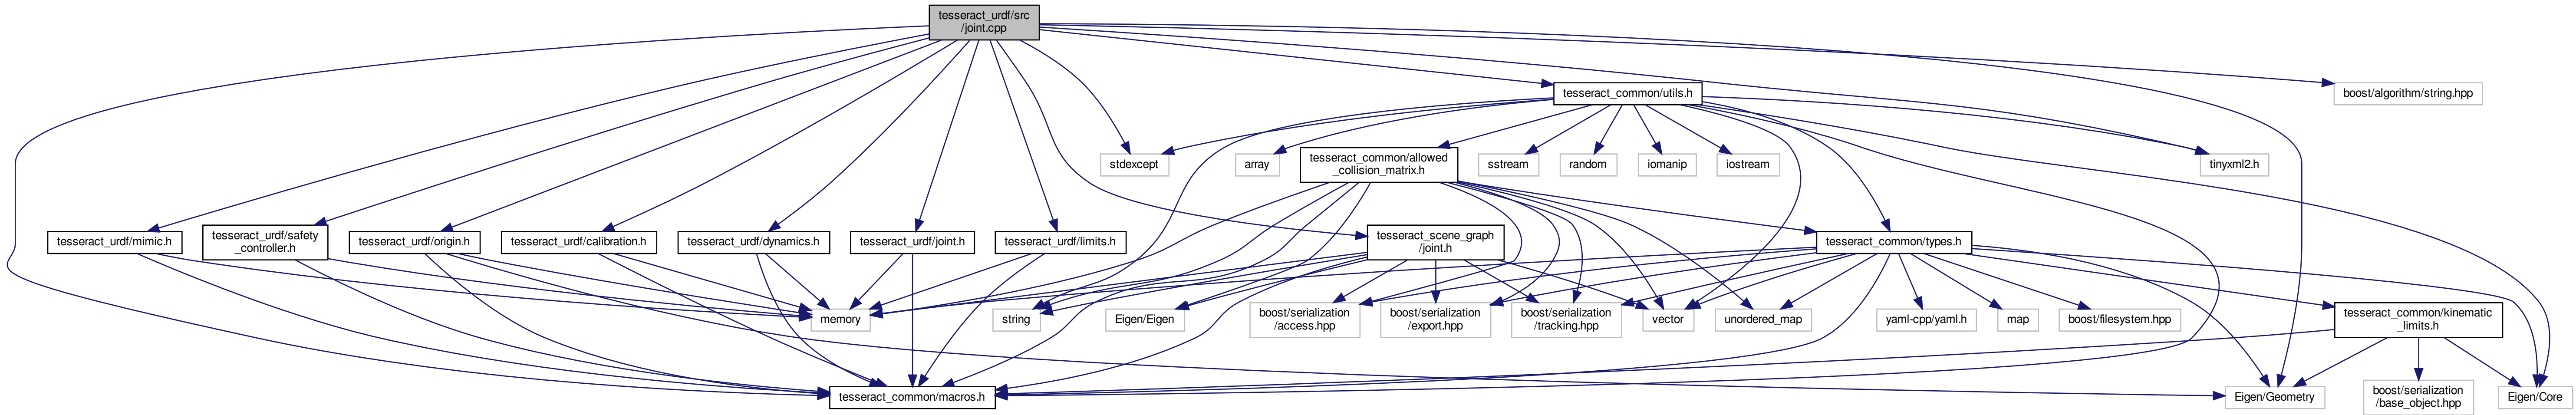 tesseract_urdf/src
/joint.cpp
tesseract_common/utils.h
boost/algorithm/string.hpp
stdexcept
array
tesseract_common/allowed
_collision_matrix.h
sstream
random
iomanip
iostream
tinyxml2.h
tesseract_urdf/mimic.h
tesseract_urdf/safety
_controller.h
tesseract_urdf/origin.h
tesseract_urdf/calibration.h
tesseract_urdf/dynamics.h
tesseract_urdf/joint.h
tesseract_urdf/limits.h
tesseract_scene_graph
/joint.h
tesseract_common/types.h
memory
string
Eigen/Eigen
boost/serialization
/access.hpp
boost/serialization
/export.hpp
boost/serialization
/tracking.hpp
vector
unordered_map
yaml-cpp/yaml.h
map
boost/filesystem.hpp
tesseract_common/kinematic
_limits.h
tesseract_common/macros.h
Eigen/Geometry
boost/serialization
/base_object.hpp
Eigen/Core